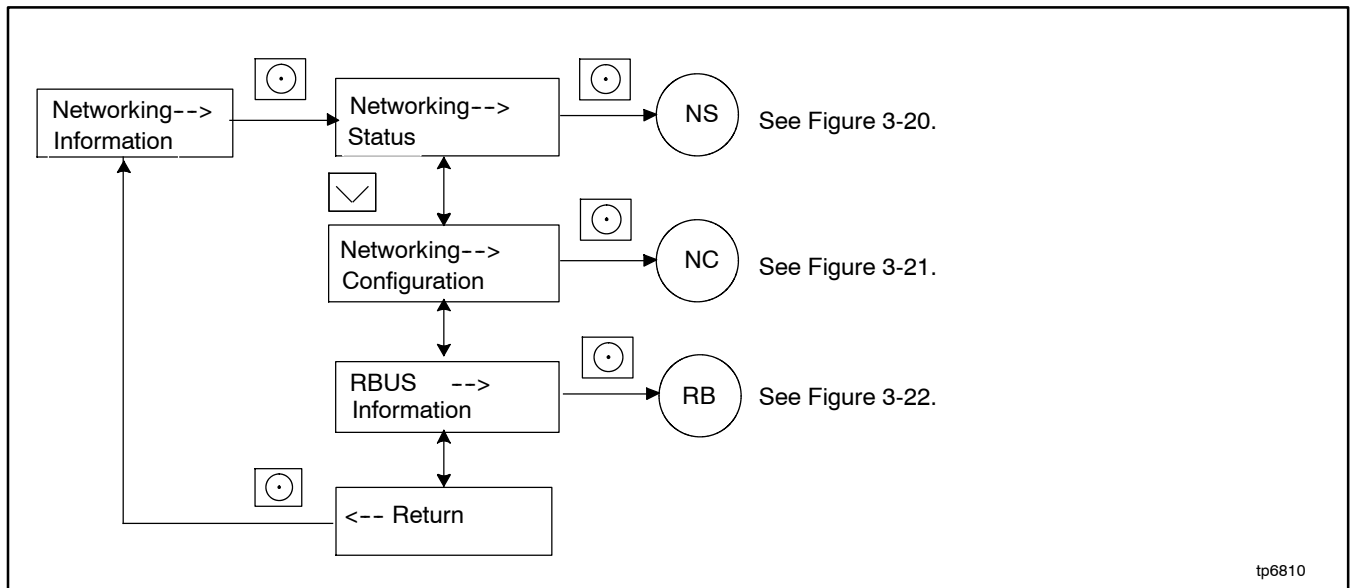 Networking-->
Information
Networking-->
Status
NS
See Figure 3-20.
Networking-->
Configuration
NC
See Figure 3-21.
RBUS -->
Information
RB
See Figure 3-22.
<-- Return
tp6810